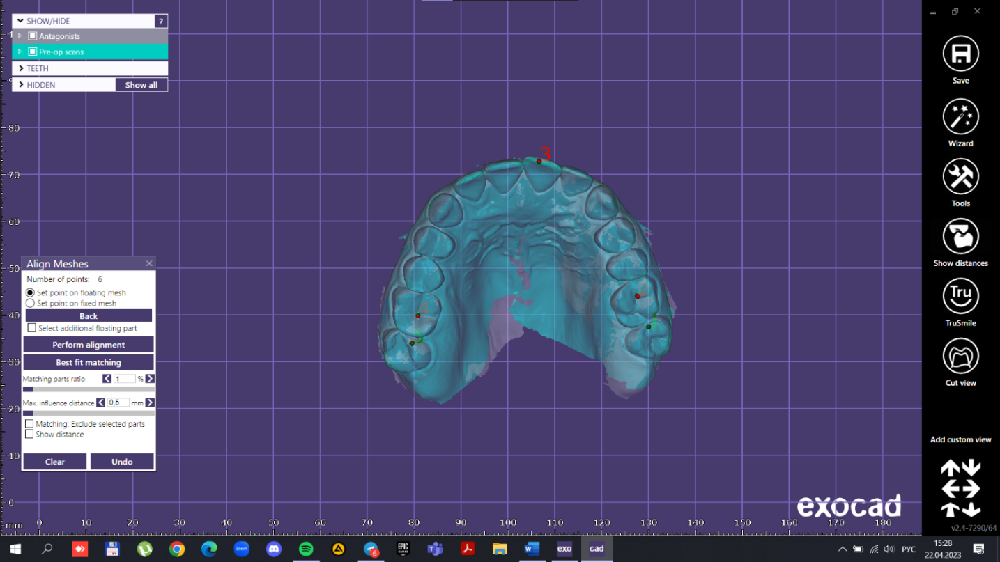 SHOW/HIDE
?
Antagonists
Pre-op scans
TEETH
HIDDEN
Show all
80
70
60
50
40
30
20
10
0
mm
0
10
20
30
40
50
60
70
80
90
100
110
120
130
140
150
160
170
180
3
2
4
Align Meshes
Number of points: 6
Set point on floating mesh
Set point on fixed mesh
Back
Select additional floating part
Perform alignment
Best fit matching
Matching parts ratio 1 %
Max. influence distance 0,5 mm
Matching: Exclude selected parts
Show distance
Clear
Undo
Save
Wizard
Tools
Show distances
Tru
TruSmile
Cut view
Add custom view
exocad
v2.4-7290/64
zoom
6
EPIC
GAMES
W
exo
cad
РУС
15:28
22.04.2023